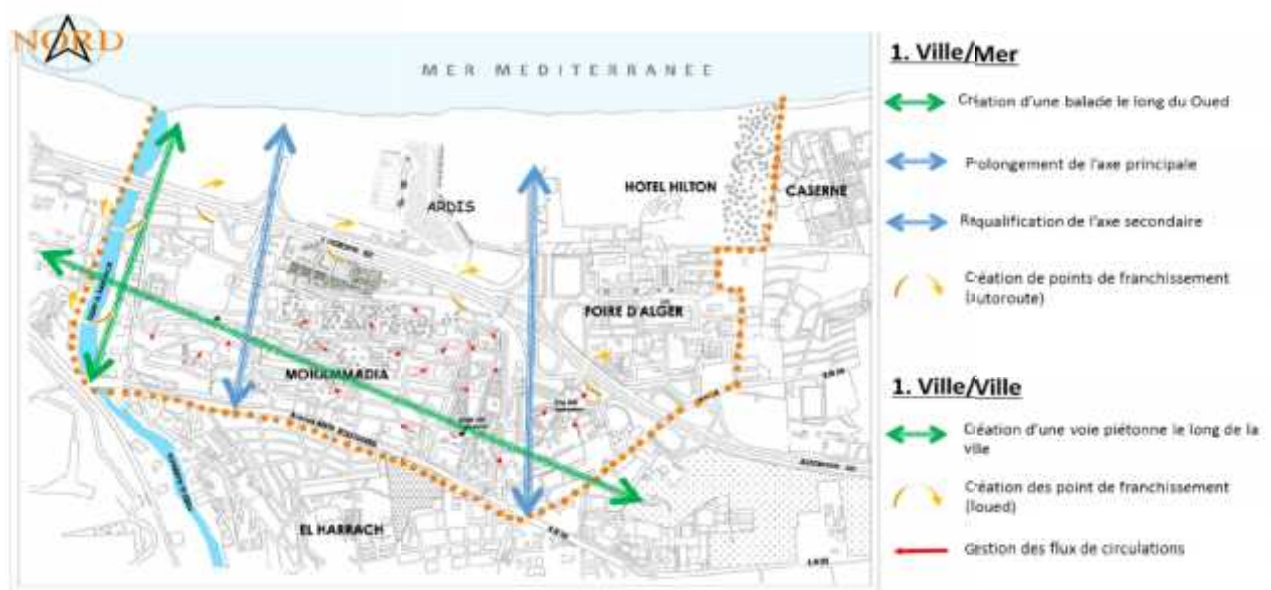 NORD
MER MEDITERRANEE
HOTEL HILTON
CASERNE
ARDIS
FOIRE D'ALGER
MOHAMMADIA
EL HARRACH
1. Ville/Mer
Création d'une balade le long du Oued
Prolongement de l'axe principale
Requalification de l'axe secondaire
Création de points de franchissement
(autoroute)
1. Ville/Ville
Création d'une voie piétonne le long de la
ville
Création des point de franchissement
(loued)
Gestion des flux de circulations